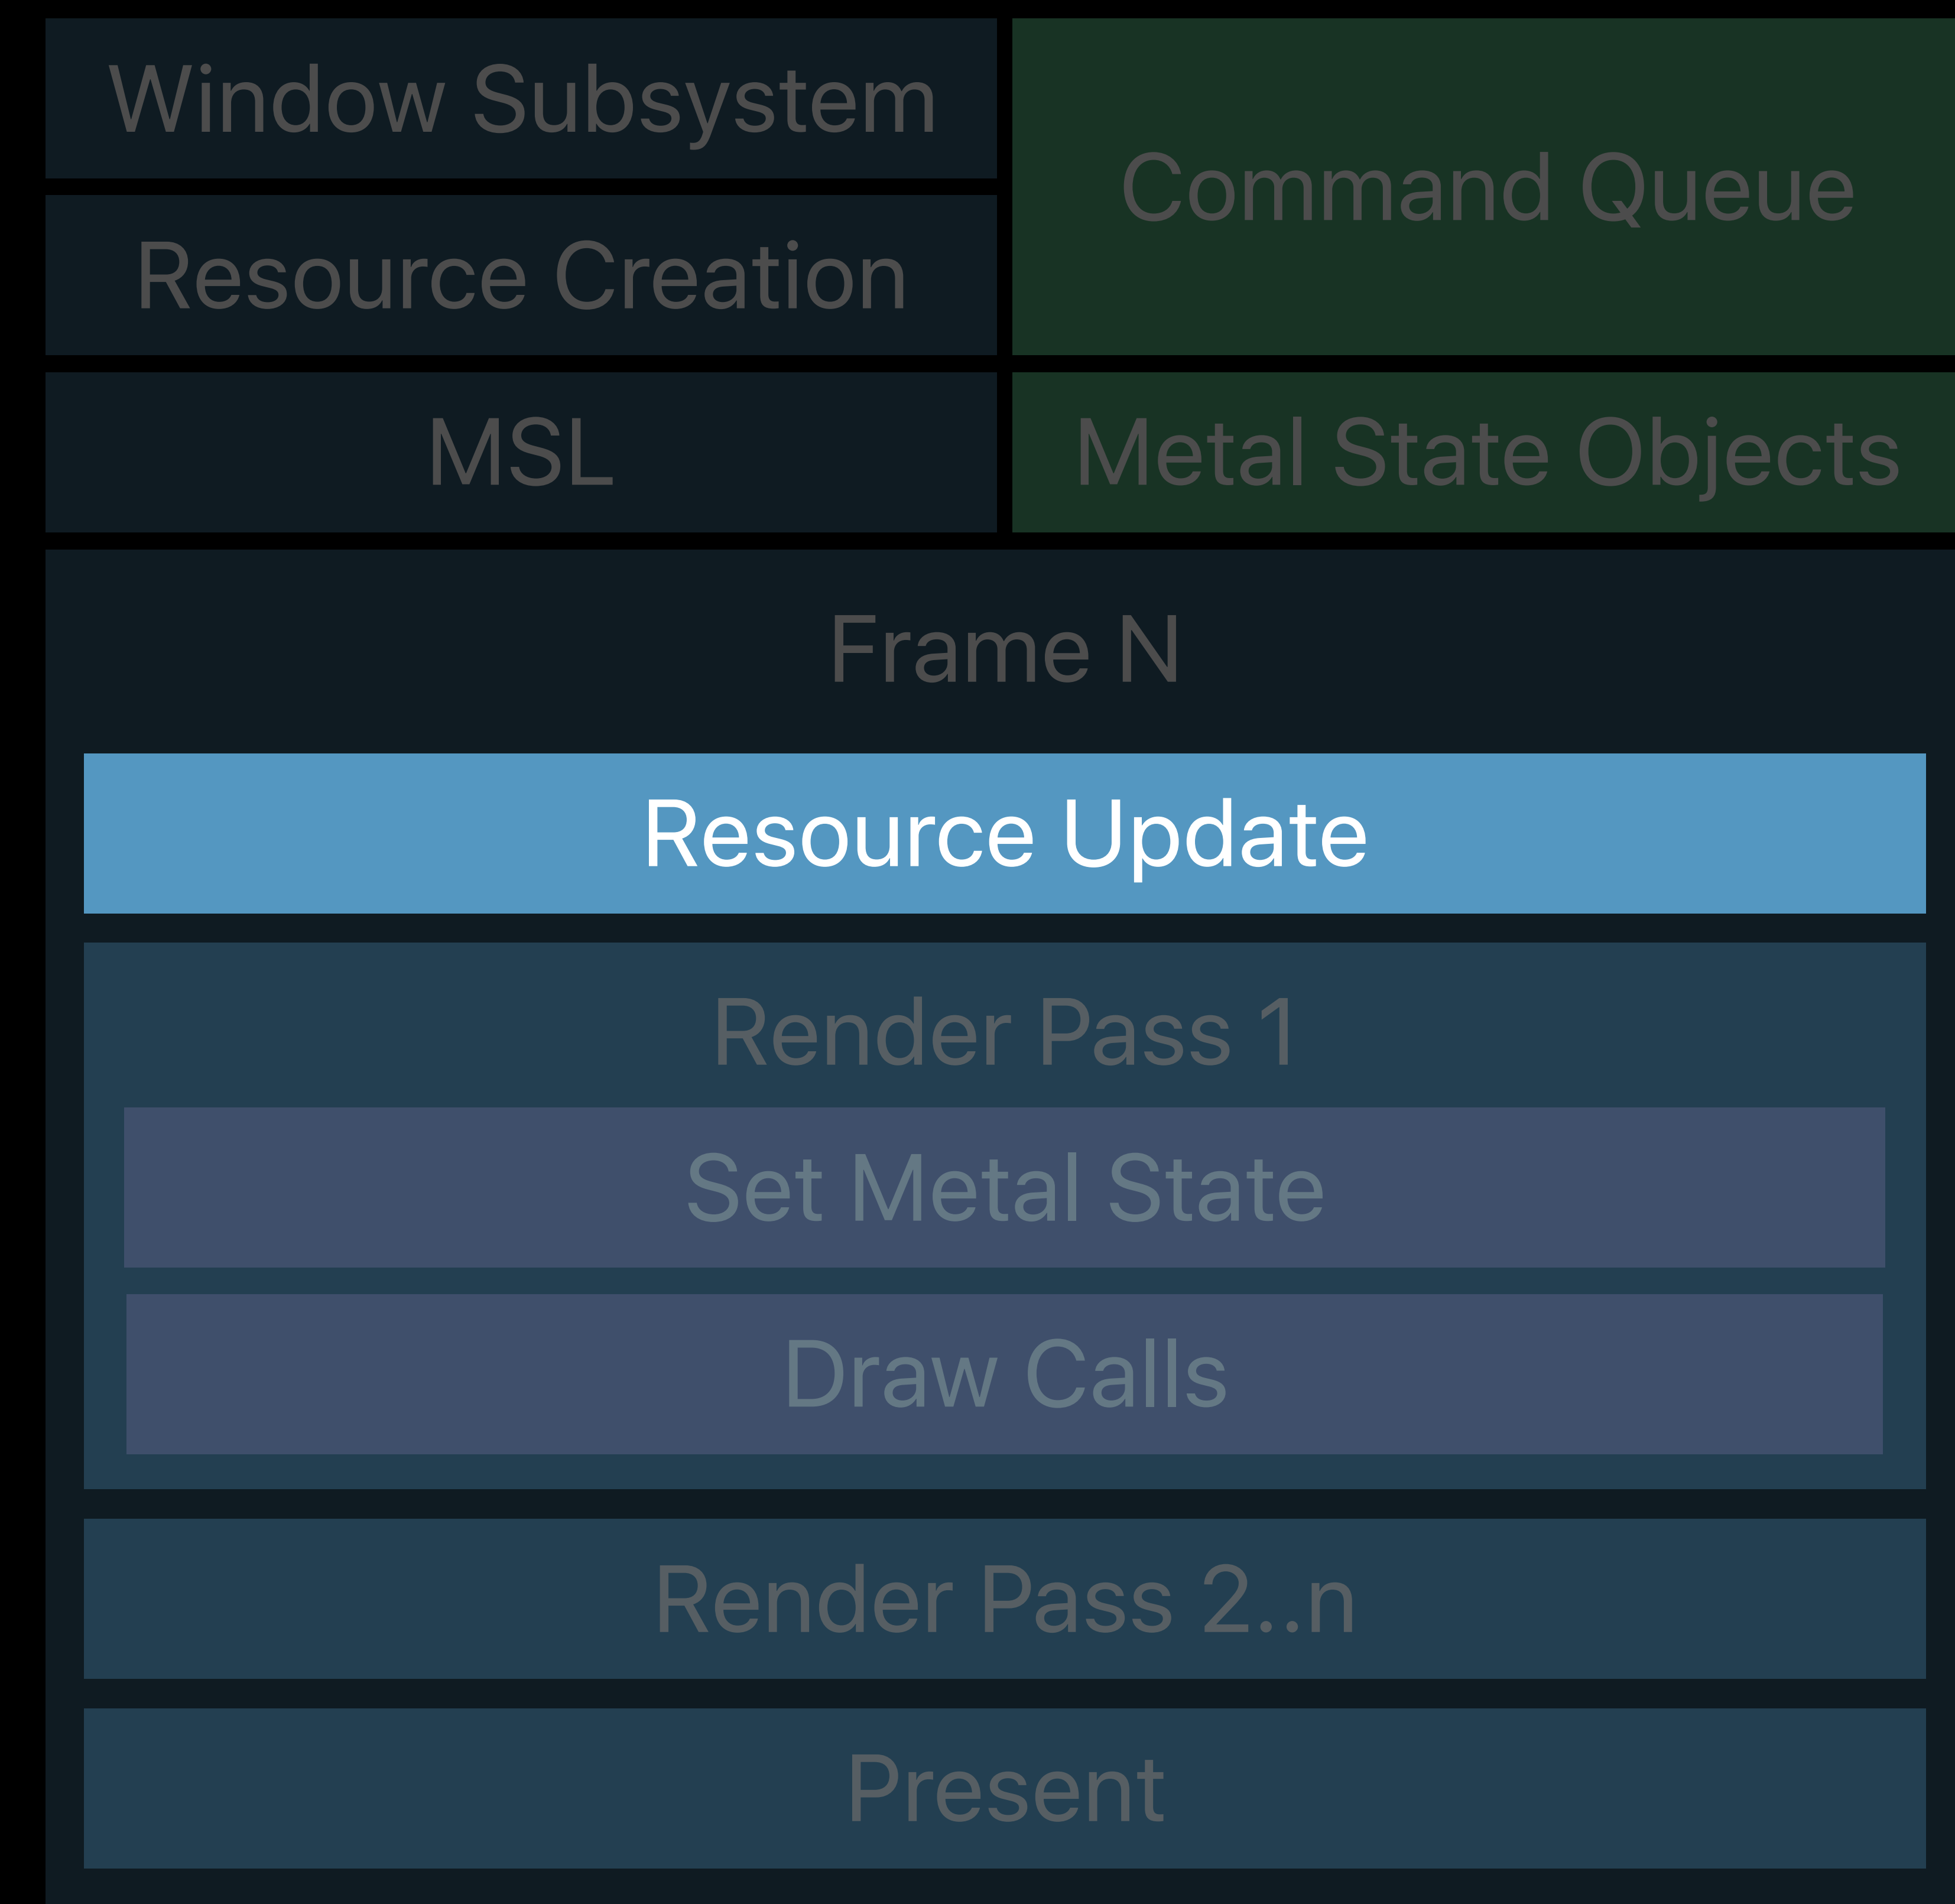 Window Subsystem
Command Queue
Resource Creation
MSL
Metal State Objects
Frame N
Resource Update
Render Pass 1
Set Metal State
Draw Calls
Render Pass 2..n
Present